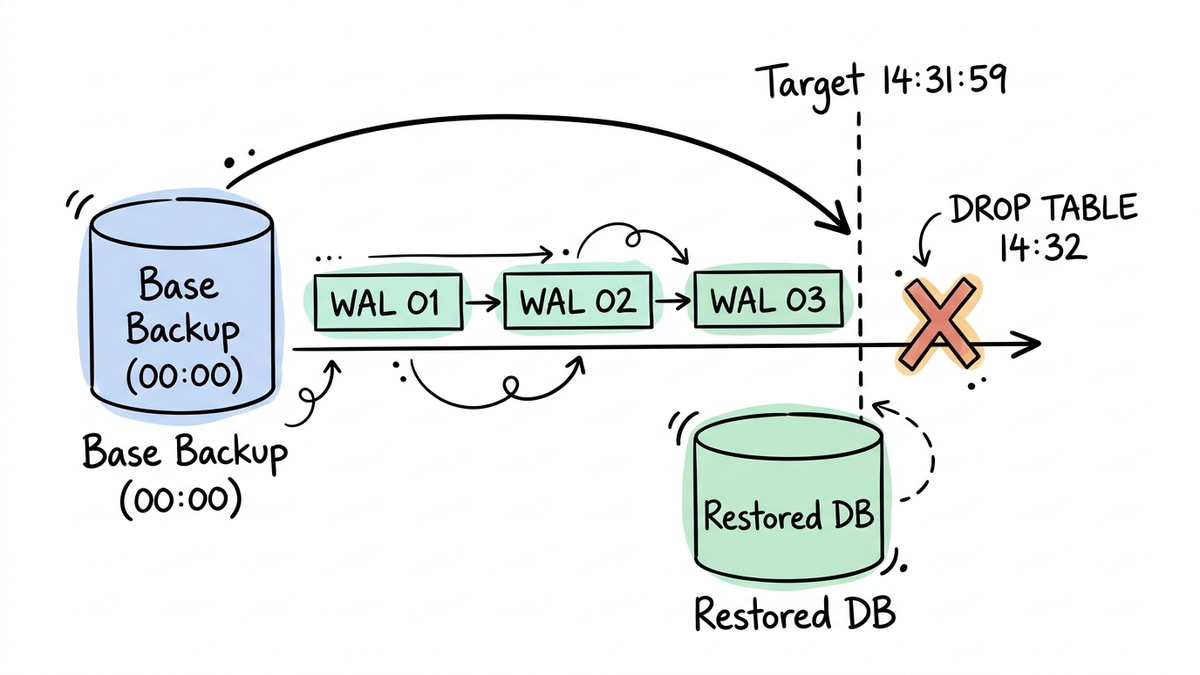 Target 14:31:59
DROP TABLE
14:32
Base
Backup
(00:00)
WAL 01
WAL 02
WAL 03
Base Backup
(00:00)
Restored DB
Restored DB